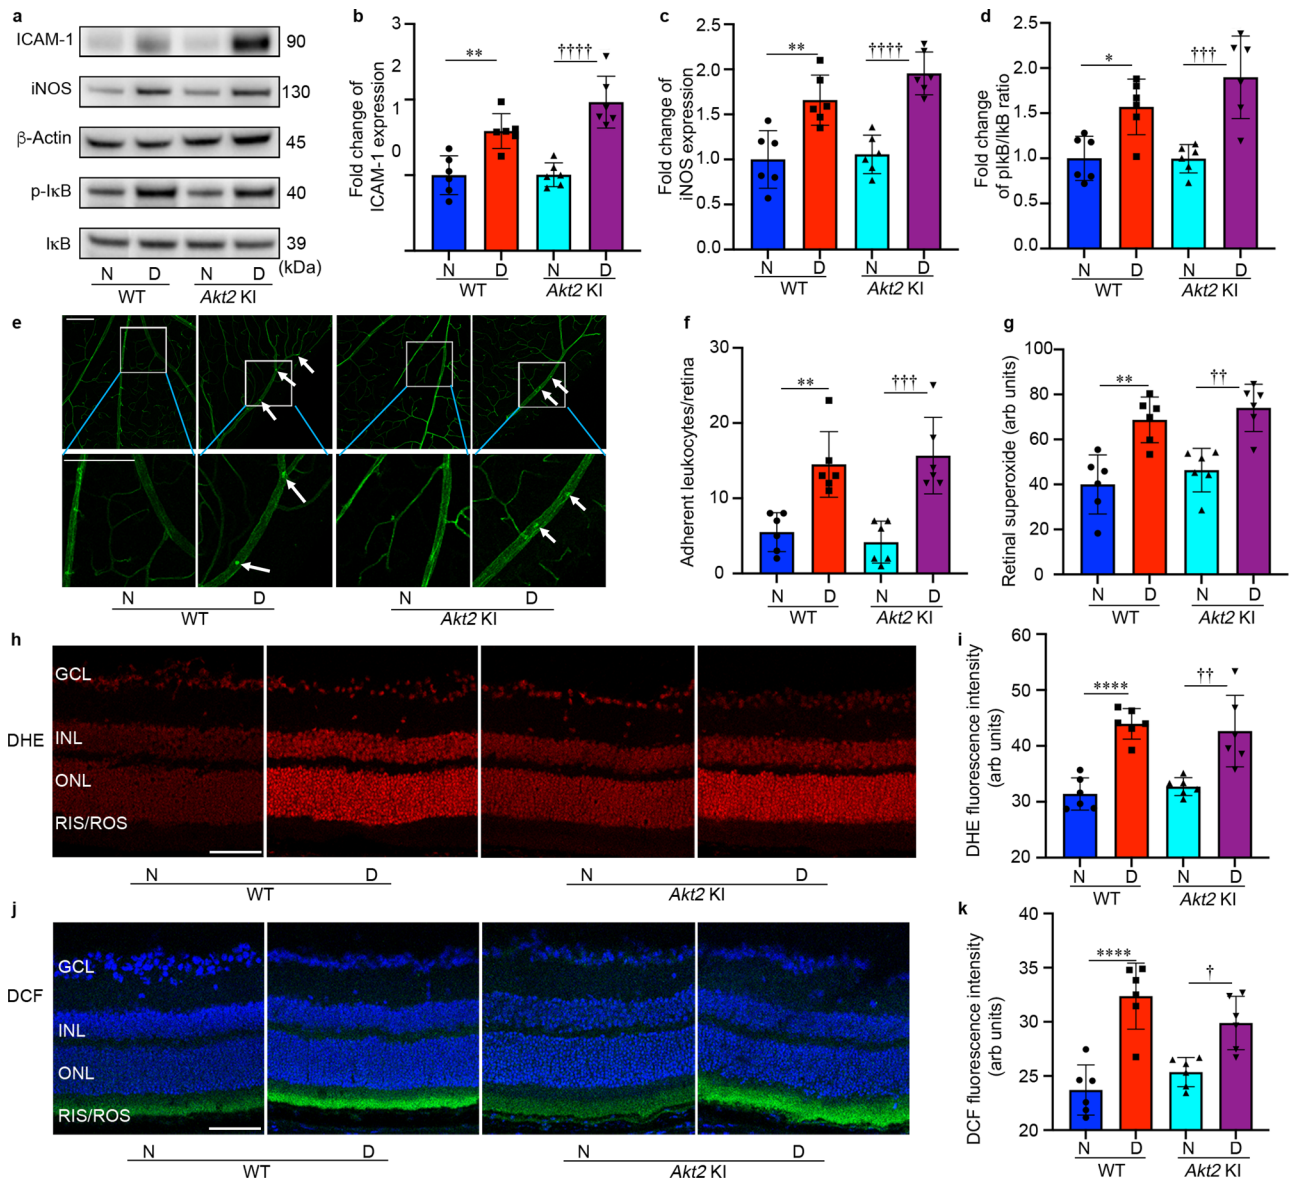 a
ICAM-1 90
iNOS 130
β-Actin 45
p-IκB 40
IκB 39
(kDa)
N D N D
WT Akt2 KI
b
Fold change of
ICAM-1 expression
3
1
0
** ††††
N D N D
WT Akt2 KI
c
Fold change of
iNOS expression
2.5
2.0
1.5
1.0
0.5
0.0
** ††††
N D N D
WT Akt2 KI
d
Fold change
of pIkB/IkB ratio
2.5
2.0
1.5
1.0
0.5
0.0
* †††
N D N D
WT Akt2 KI
e
N D N D
WT Akt2 KI
f
Adherent leukocytes/retina
30
20
10
0
** †††
N D N D
WT Akt2 KI
g
Retinal superoxide (arb units)
100
80
60
40
20
0
** ††
N D N D
WT Akt2 KI
h
DHE
GCL
INL
ONL
RIS/ROS
N D N D
WT Akt2 KI
i
DHE fluorescence intensity
(arb units)
60
50
40
30
20
**** ††
N D N D
WT Akt2 KI
j
DCF
GCL
INL
ONL
RIS/ROS
N D N D
WT Akt2 KI
k
DCF fluorescence intensity
(arb units)
40
35
30
25
20
**** †
N D N D
WT Akt2 KI